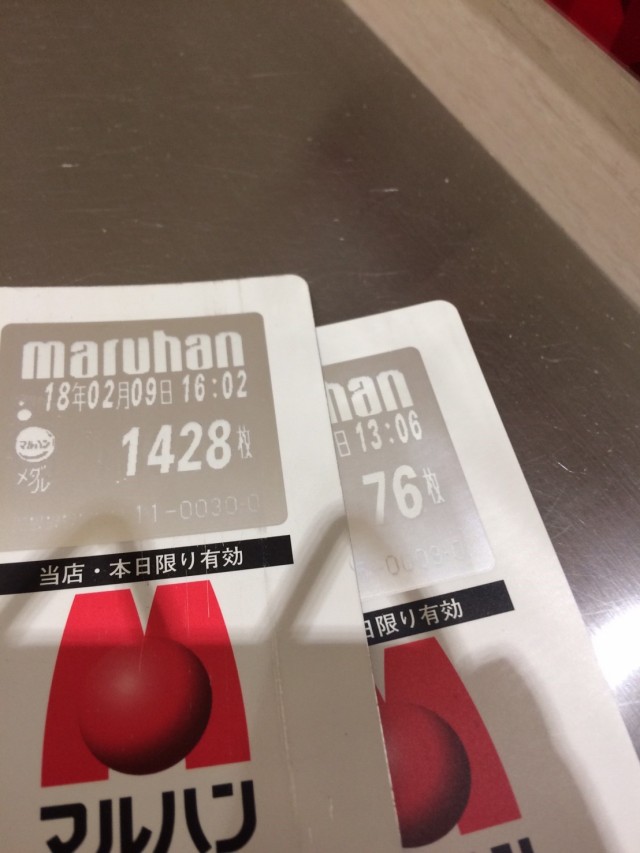 maruhan
18年02月09日 16:02
マルハン
1428枚
メダル
11-0030-0
当店・本日限り有効
マルハン
han
日 13:06
76枚
日限り有効